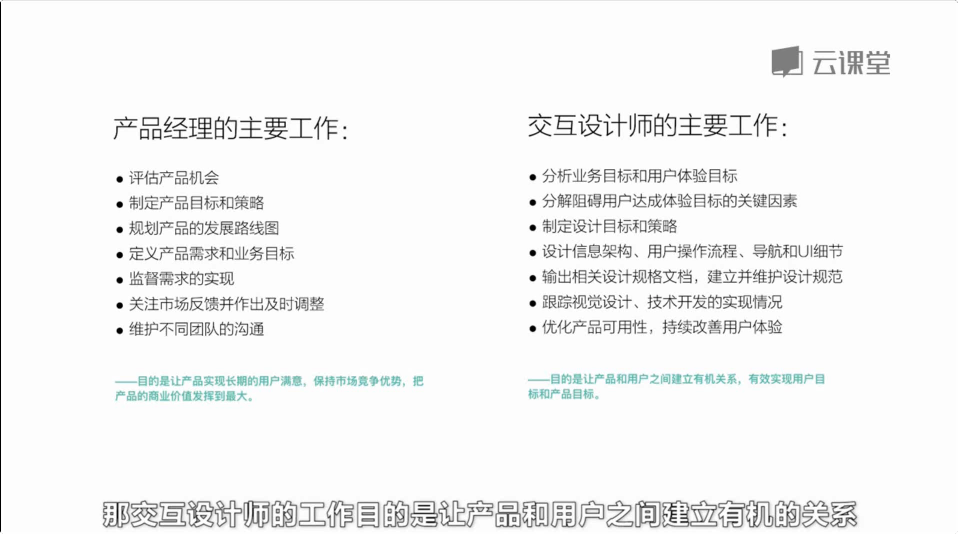 云课堂
产品经理的主要工作：
● 评估产品机会
● 制定产品目标和策略
● 规划产品的发展路线图
● 定义产品需求和业务目标
● 监督需求的实现
● 关注市场反馈并作出及时调整
● 维护不同团队的沟通
——目的是让产品实现长期的用户满意，保持市场竞争优势，把
产品的商业价值发挥到最大。
交互设计师的主要工作：
● 分析业务目标和用户体验目标
● 分解阻碍用户达成体验目标的关键因素
● 制定设计目标和策略
● 设计信息架构、用户操作流程、导航和UI细节
● 输出相关设计规格文档，建立并维护设计规范
● 跟踪视觉设计、技术开发的实现情况
● 优化产品可用性，持续改善用户体验
——目的是让产品和用户之间建立有机关系，有效实现用户目
标和产品目标。
那交互设计师的工作目的是让产品和用户之间建立有机的关系